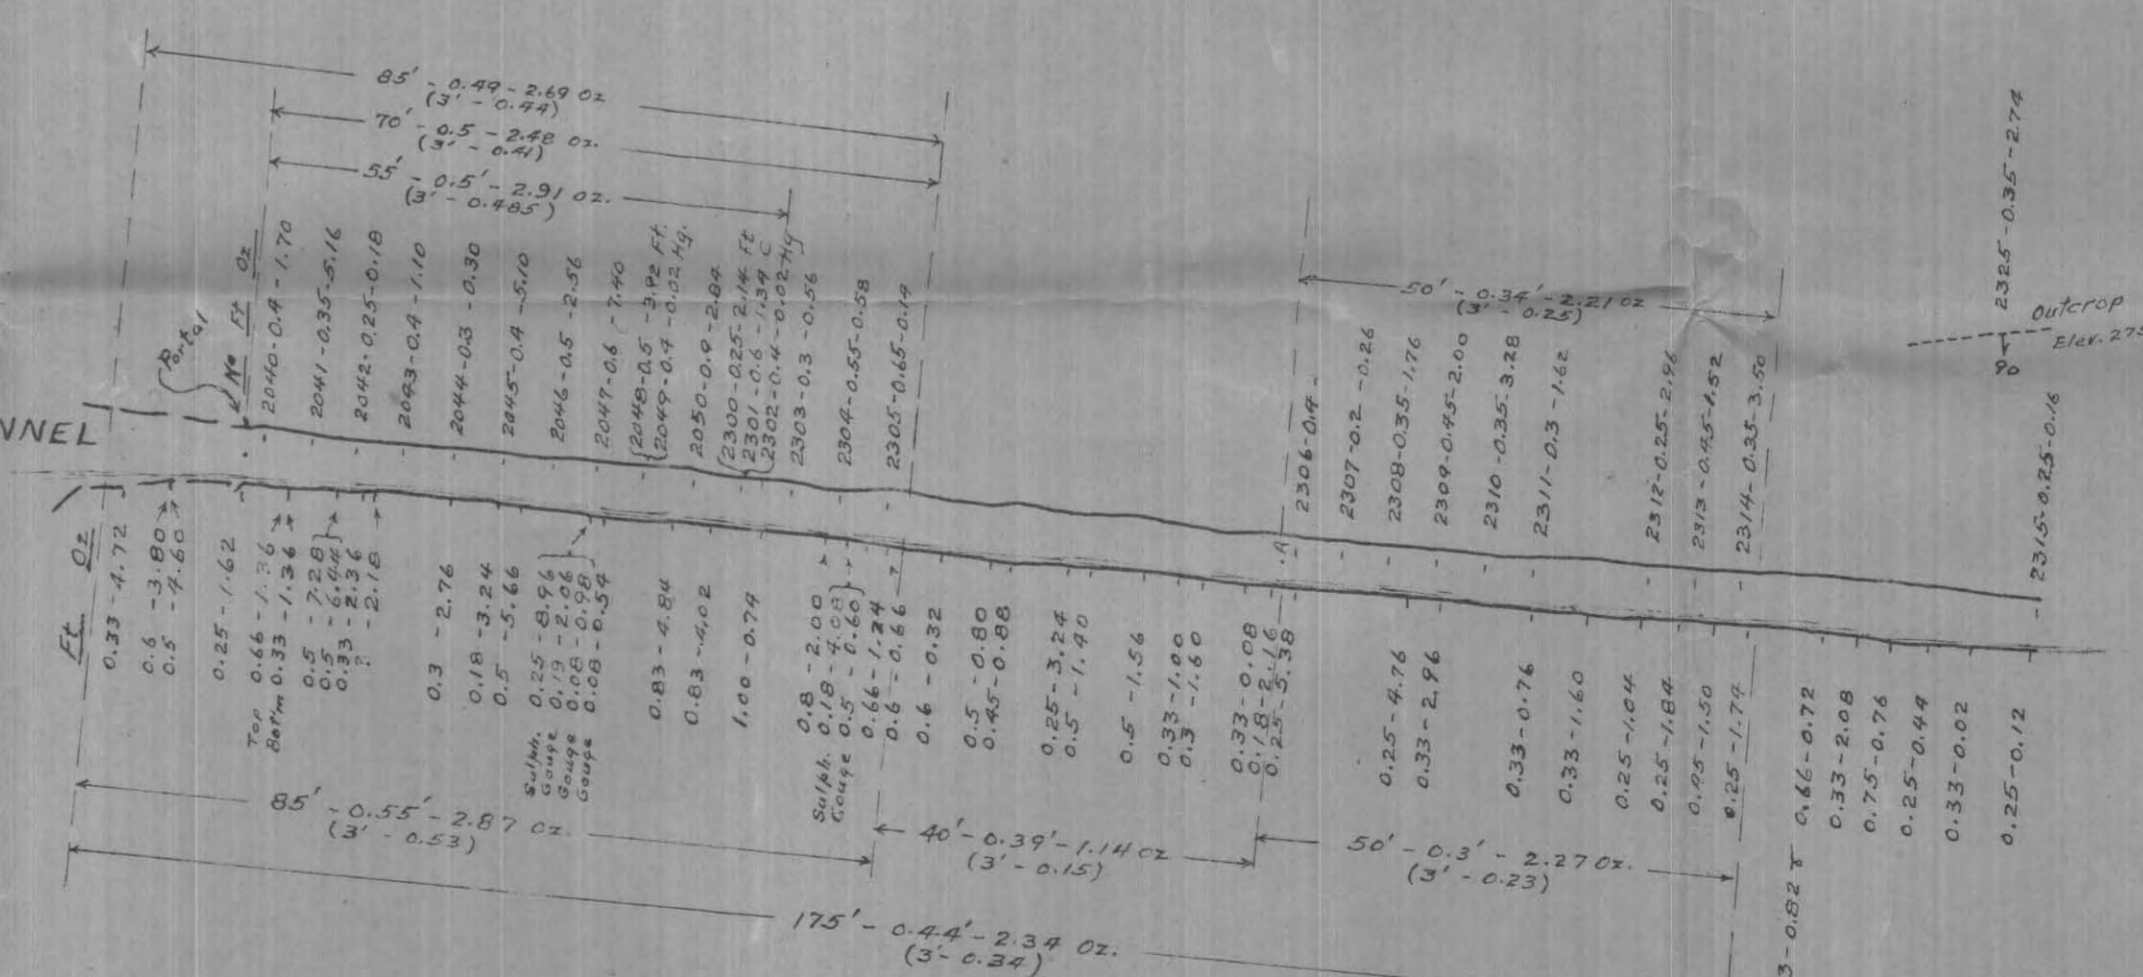 85' - 0.49 - 2.69 Oz
(3' - 0.44)
70' - 0.5 - 2.48 Oz.
(3' - 0.41)
55' - 0.5' - 2.91 oz.
(3' - 0.485)
Portal
No Ft Oz
2040-0.4-1.70
2041-0.35-5.16
2042-0.25-0.18
2043-0.4-1.10
2044-0.3-0.30
2045-0.4-5.10
2046-0.5-2.56
2047-0.6-7.40
2048-0.5-3.92 Ft.
2049-0.4-0.02 Hg.
2050-0.9-2.84
2300-0.25-2.14 Ft
2301-0.6-1.34 C
2302-0.4-0.02 Hg
2303-0.3-0.56
2304-0.55-0.58
2305-0.65-0.14
50' - 0.34' - 2.21 oz
(3' - 0.25)
2306-0.4-
2307-0.2-0.26
2308-0.35-1.76
2309-0.45-2.00
2310-0.35-3.28
2311-0.3-1.62
2312-0.25-2.96
2313-0.45-1.52
2314-0.35-3.50
2325-0.35-2.74
Outcrop
Elev. 275
90
2315-0.25-0.16
NNEL
A
Ft Oz
0.33-4.72
0.6-3.80
0.5-4.60
0.25-1.62
Top 0.66-1.36
Bot'm 0.33-1.36
0.5-7.28
0.5-6.44
0.33-2.36
?-2.18
0.3-2.76
0.18-3.24
0.5-5.66
Sulph. 0.25-8.96
Gouge 0.19-2.06
Gouge 0.08-0.98
Gouge 0.08-0.54
0.83-4.84
0.83-4.02
1.00-0.74
0.8-2.00
Sulph. 0.18-4.08
Gouge 0.5-0.60
0.66-1.24
0.6-0.66
0.6-0.32
0.5-0.80
0.45-0.88
0.25-3.24
0.5-1.40
0.5-1.56
0.33-1.00
0.3-1.60
0.33-0.08
0.18-2.16
0.25-5.38
0.25-4.76
0.33-2.96
0.33-0.76
0.33-1.60
0.25-1.04
0.25-1.84
0.45-1.50
0.25-1.74
0.66-0.72
0.33-2.08
0.75-0.76
0.25-0.44
0.33-0.02
0.25-0.12
85' - 0.55' - 2.87 oz.
(3' - 0.53)
40' - 0.39' - 1.14 oz
(3' - 0.15)
50' - 0.3' - 2.27 Oz.
(3' - 0.23)
3-0.82
175' - 0.44' - 2.34 Oz.
(3' - 0.34)